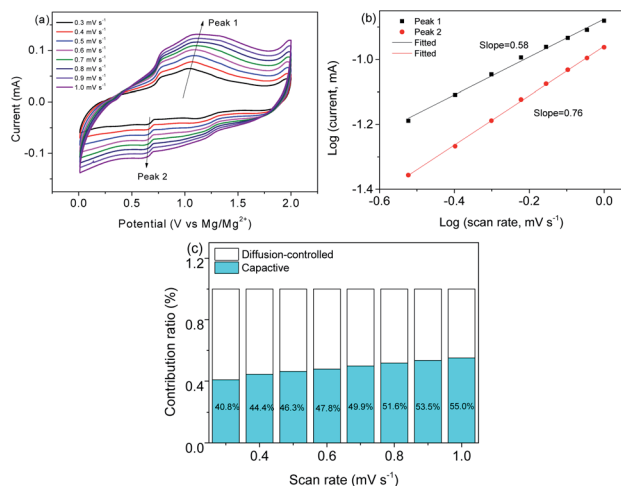 (a)
0.3 mV s⁻¹
0.4 mV s⁻¹
0.5 mV s⁻¹
0.6 mV s⁻¹
0.7 mV s⁻¹
0.8 mV s⁻¹
0.9 mV s⁻¹
1.0 mV s⁻¹
Peak 1
Peak 2
0.1
0.0
-0.1
Current (mA)
0.0
0.5
1.0
1.5
2.0
Potential (V vs Mg/Mg²⁺)
(b)
Peak 1
Peak 2
Fitted
Fitted
Slope=0.58
Slope=0.76
-1.0
-1.2
-1.4
Log (current, mA)
-0.6
-0.4
-0.2
0.0
Log (scan rate, mV s⁻¹)
(c)
Diffusion-controlled
Capactive
1.2
0.8
0.4
0.0
Contribution ratio (%)
40.8%
44.4%
46.3%
47.8%
49.9%
51.6%
53.5%
55.0%
0.4
0.6
0.8
1.0
Scan rate (mV s⁻¹)